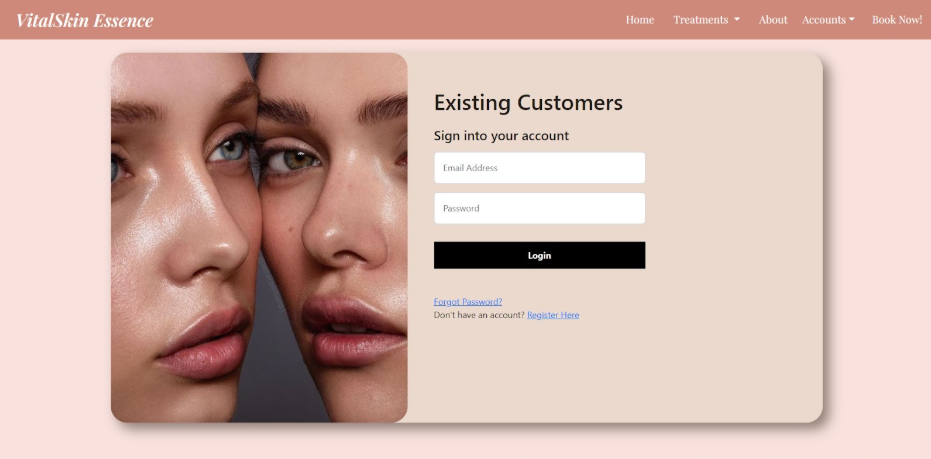 VitalSkin Essence
Home Treatments About Accounts Book Now!
Existing Customers
Sign into your account
Email Address
Password
Login
Forgot Password?
Don't have an account? Register Here